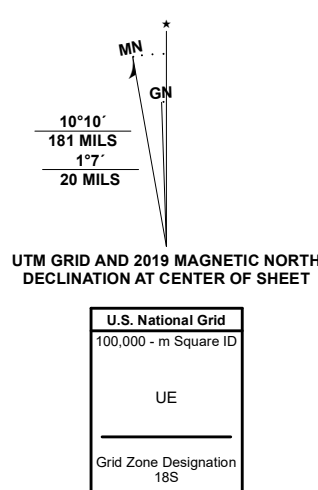 ★
MN
GN
10°10´
181 MILS
1°7´
20 MILS
UTM GRID AND 2019 MAGNETIC NORTH
DECLINATION AT CENTER OF SHEET
U.S. National Grid
100,000 - m Square ID
UE
Grid Zone Designation
18S